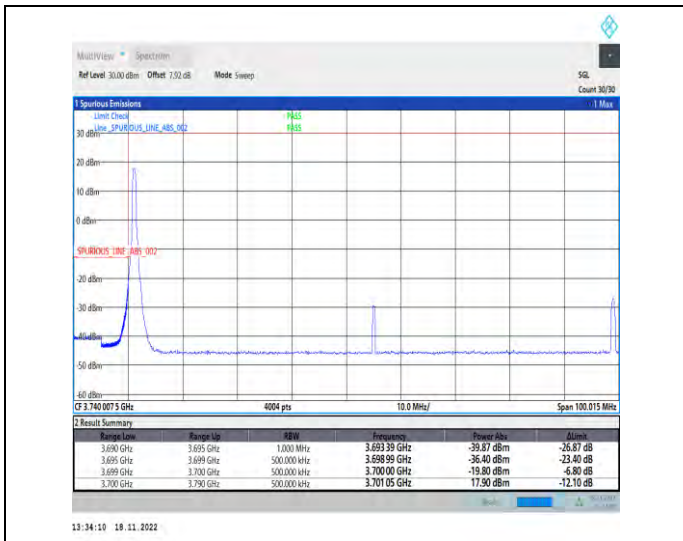 MultiView Spectrum
Ref Level 30.00 dBm Offset 7.92 dB Mode Sweep SGL
Count 30/30
1 Spurious Emissions 1 Max
Limit Check PASS
Line _SPURIOUS_LINE_ABS_002 PASS
30 dBm
20 dBm
10 dBm
0 dBm
SPURIOUS_LINE_ABS_002
-20 dBm
-30 dBm
-40 dBm
-50 dBm
-60 dBm
CF 3.740 007 5 GHz 4004 pts 10.0 MHz/ Span 100.015 MHz
2 Result Summary
Range Low Range Up RBW Frequency Power Abs ΔLimit
3.690 GHz 3.695 GHz 1.000 MHz 3.693 39 GHz -39.87 dBm -26.87 dB
3.695 GHz 3.699 GHz 500.000 kHz 3.698 99 GHz -36.40 dBm -23.40 dB
3.699 GHz 3.700 GHz 500.000 kHz 3.700 00 GHz -19.80 dBm -6.80 dB
3.700 GHz 3.790 GHz 500.000 kHz 3.701 05 GHz 17.90 dBm -12.10 dB
13:34:10 18.11.2022